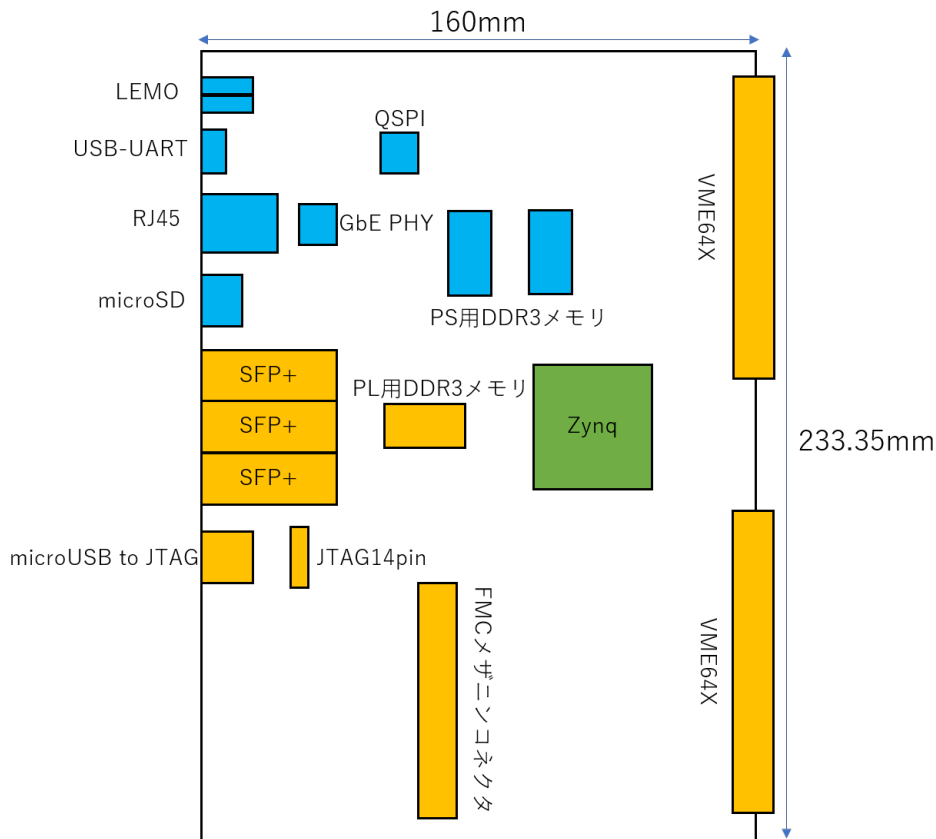 160mm
LEMO
QSPI
USB-UART
VME64X
RJ45
GbE PHY
microSD
PS用DDR3メモリ
SFP+
PL用DDR3メモリ
SFP+
Zynq
233.35mm
SFP+
microUSB to JTAG
JTAG14pin
FMCメザニンコネクタ
VME64X